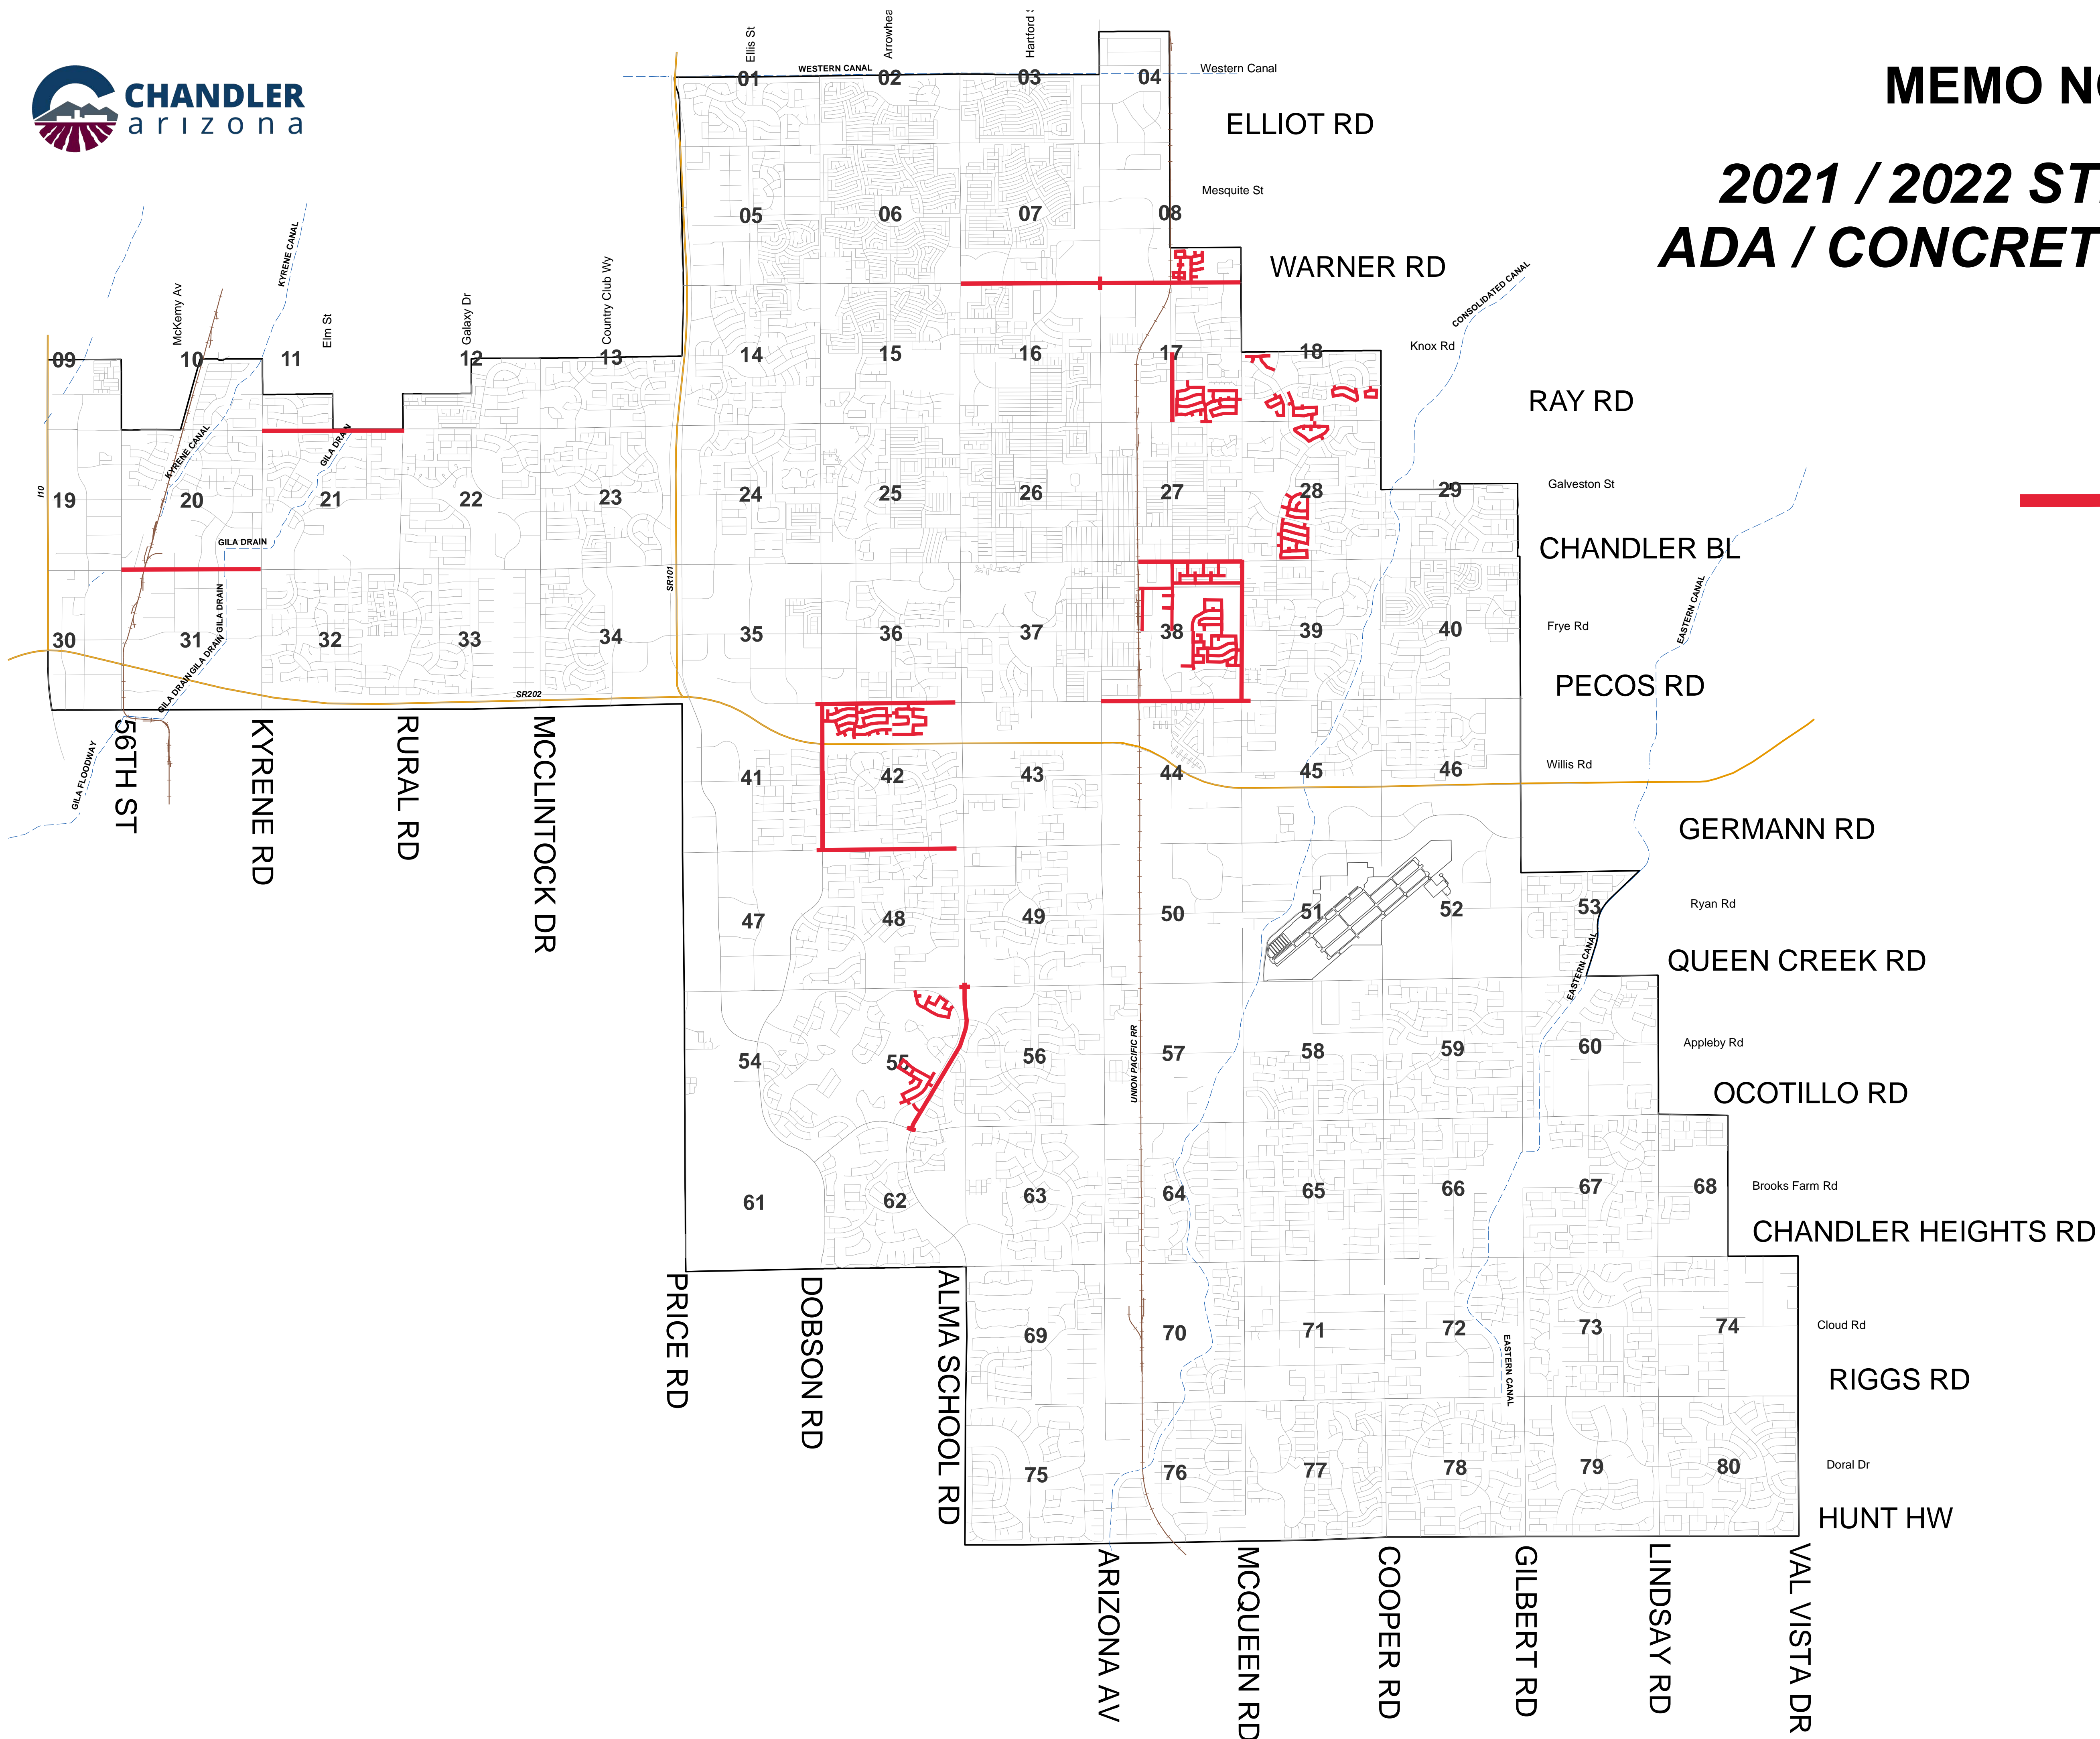 CHANDLER
arizona
MEMO NO
2021 / 2022 ST
ADA / CONCRET
Ellis St
Arrowhea
Hartford
WESTERN CANAL
Western Canal
01
02
03
04
ELLIOT RD
Mesquite St
05
06
07
08
WARNER RD
KYRENE CANAL
CONSOLIDATED CANAL
McKemy Av
Elm St
Galaxy Dr
Country Club Wy
Knox Rd
09
10
11
12
13
14
15
16
17
18
RAY RD
KYRENE CANAL
GILA DRAIN
Galveston St
I10
19
20
21
22
23
24
25
26
27
28
29
GILA DRAIN
CHANDLER BL
SR101
EASTERN CANAL
GILA DRAIN
Frye Rd
30
31
32
33
34
35
36
37
38
39
40
GILA DRAIN
GILA DRAIN
SR202
PECOS RD
56TH ST
KYRENE RD
RURAL RD
MCCLINTOCK DR
GILA FLOODWAY
41
42
43
44
45
46
Willis Rd
GERMANN RD
47
48
49
50
51
52
53
Ryan Rd
EASTERN CANAL
QUEEN CREEK RD
UNION PACIFIC RR
54
55
56
57
58
59
60
Appleby Rd
OCOTILLO RD
61
62
63
64
65
66
67
68
Brooks Farm Rd
CHANDLER HEIGHTS RD
PRICE RD
DOBSON RD
ALMA SCHOOL RD
69
70
71
72
73
74
Cloud Rd
EASTERN CANAL
RIGGS RD
75
76
77
78
79
80
Doral Dr
HUNT HW
ARIZONA AV
MCQUEEN RD
COOPER RD
GILBERT RD
LINDSAY RD
VAL VISTA DR